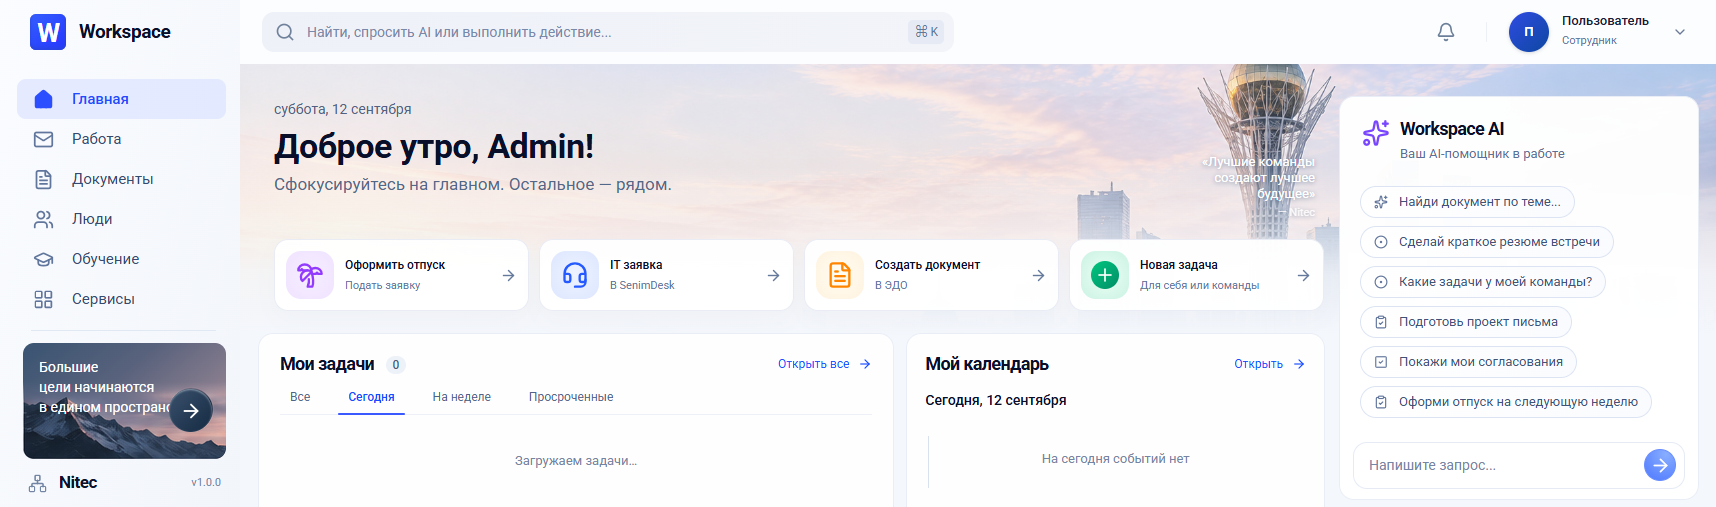 W Workspace
Найти, спросить AI или выполнить действие...
⌘ K
П
Пользователь
Сотрудник
Главная
Работа
Документы
Люди
Обучение
Сервисы
Большие
цели начинаются
в едином
Nitec
v1.0.0
суббота, 12 сентября
Доброе утро, Admin!
Сфокусируйтесь на главном. Остальное — рядом.
«Лучшие команды
создают лучшее
будущее»
— Nitec
Оформить отпуск
Подать заявку
IT заявка
В SenimDesk
Создать документ
В ЭДО
Новая задача
Для себя или команды
Мои задачи 0
Открыть все
Все
Сегодня
На неделе
Просроченные
Загружаем задачи...
Мой календарь
Открыть
Сегодня, 12 сентября
На сегодня событий нет
Workspace AI
Ваш AI-помощник в работе
Найди документ по теме...
Сделай краткое резюме встречи
Какие задачи у моей команды?
Подготовь проект письма
Покажи мои согласования
Оформи отпуск на следующую неделю
Напишите запрос...